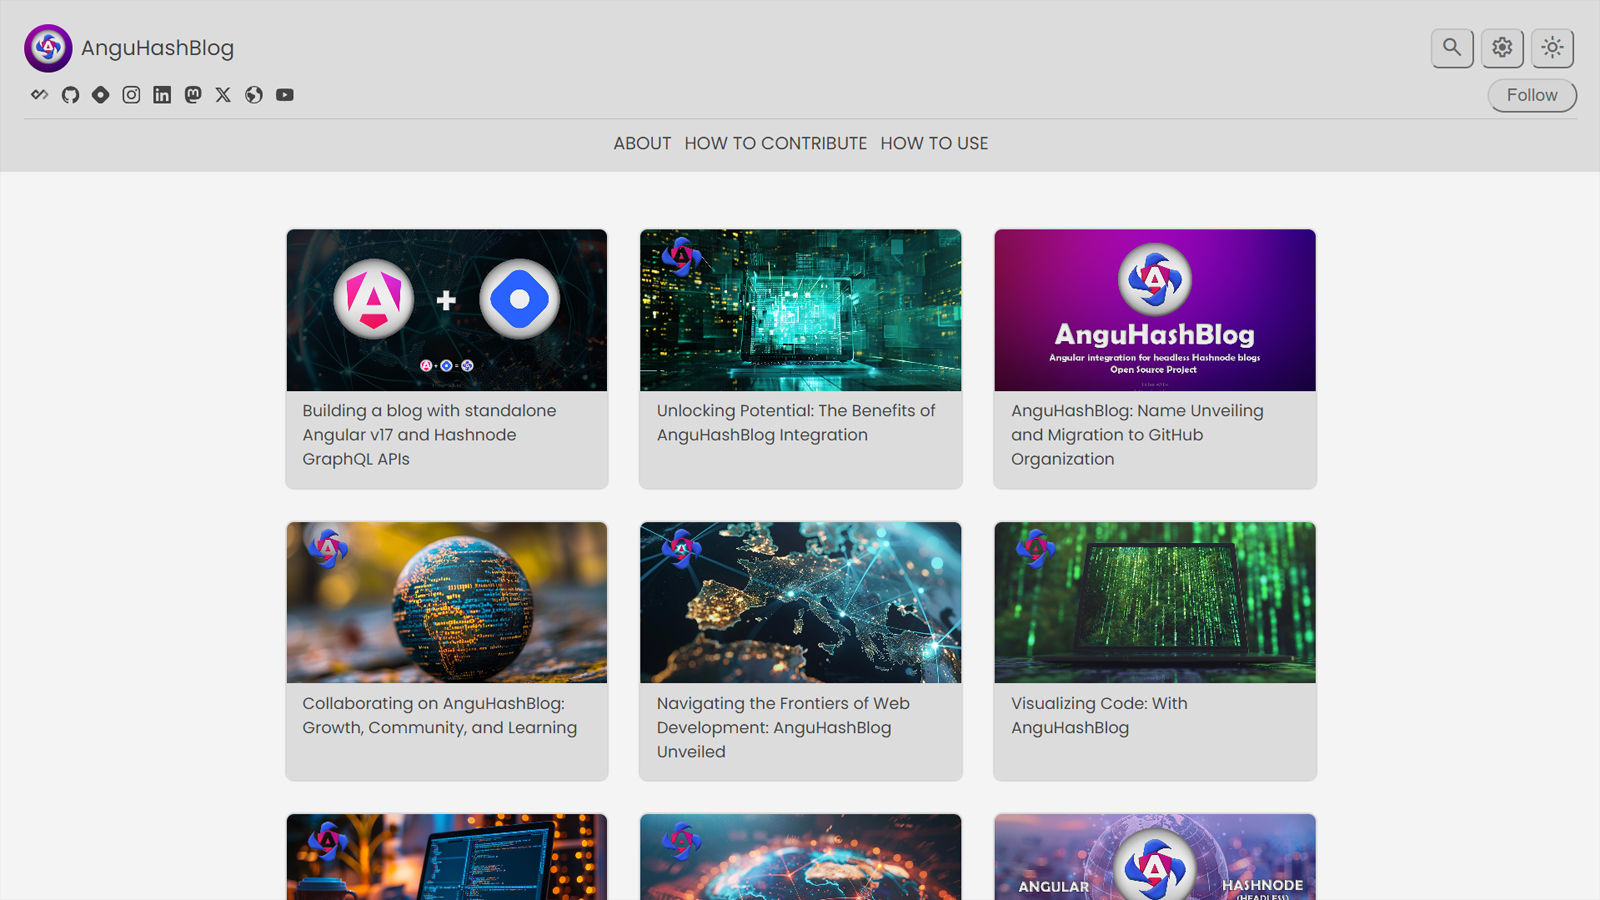 AnguHashBlog
Follow
ABOUT HOW TO CONTRIBUTE HOW TO USE
Building a blog with standalone
Angular v17 and Hashnode
GraphQL APIs
Unlocking Potential: The Benefits of
AnguHashBlog Integration
AnguHashBlog
Angular integration for headless Hashnode blogs
Open Source Project
AnguHashBlog: Name Unveiling
and Migration to GitHub
Organization
Collaborating on AnguHashBlog:
Growth, Community, and Learning
Navigating the Frontiers of Web
Development: AnguHashBlog
Unveiled
Visualizing Code: With
AnguHashBlog
ANGULAR
HASHNODE
(HEADLESS)